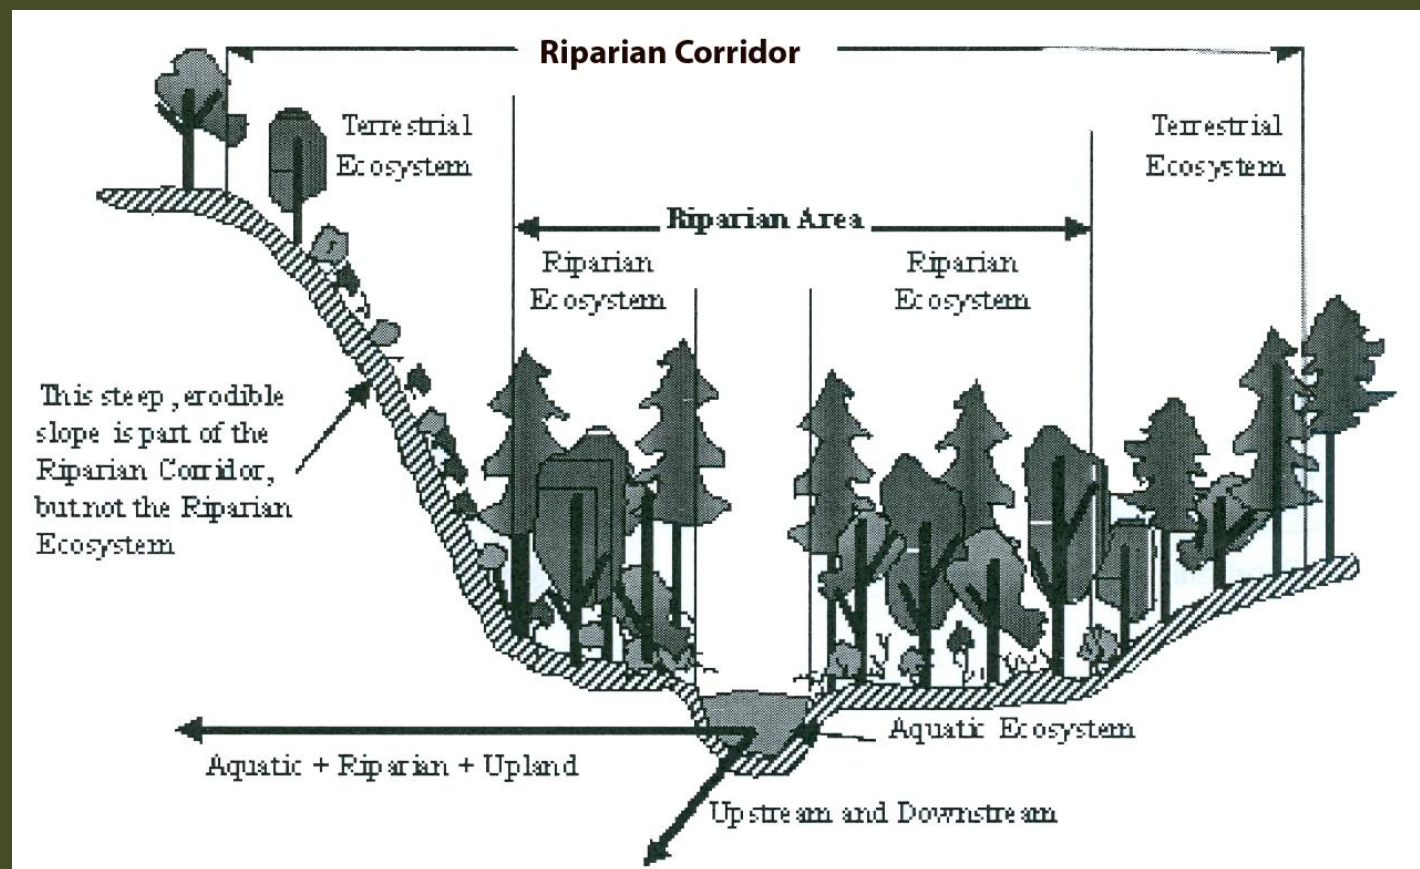 Riparian Corridor
Terrestrial
Ecosystem
Terrestrial
Ecosystem
Riparian Area
Riparian
Ecosystem
Riparian
Ecosystem
This steep , erodible
slope is part of the
Riparian Corridor,
but not the Riparian
Ecosystem
Aquatic Ecosystem
Aquatic + Riparian + Upland
Upstream and Downstream